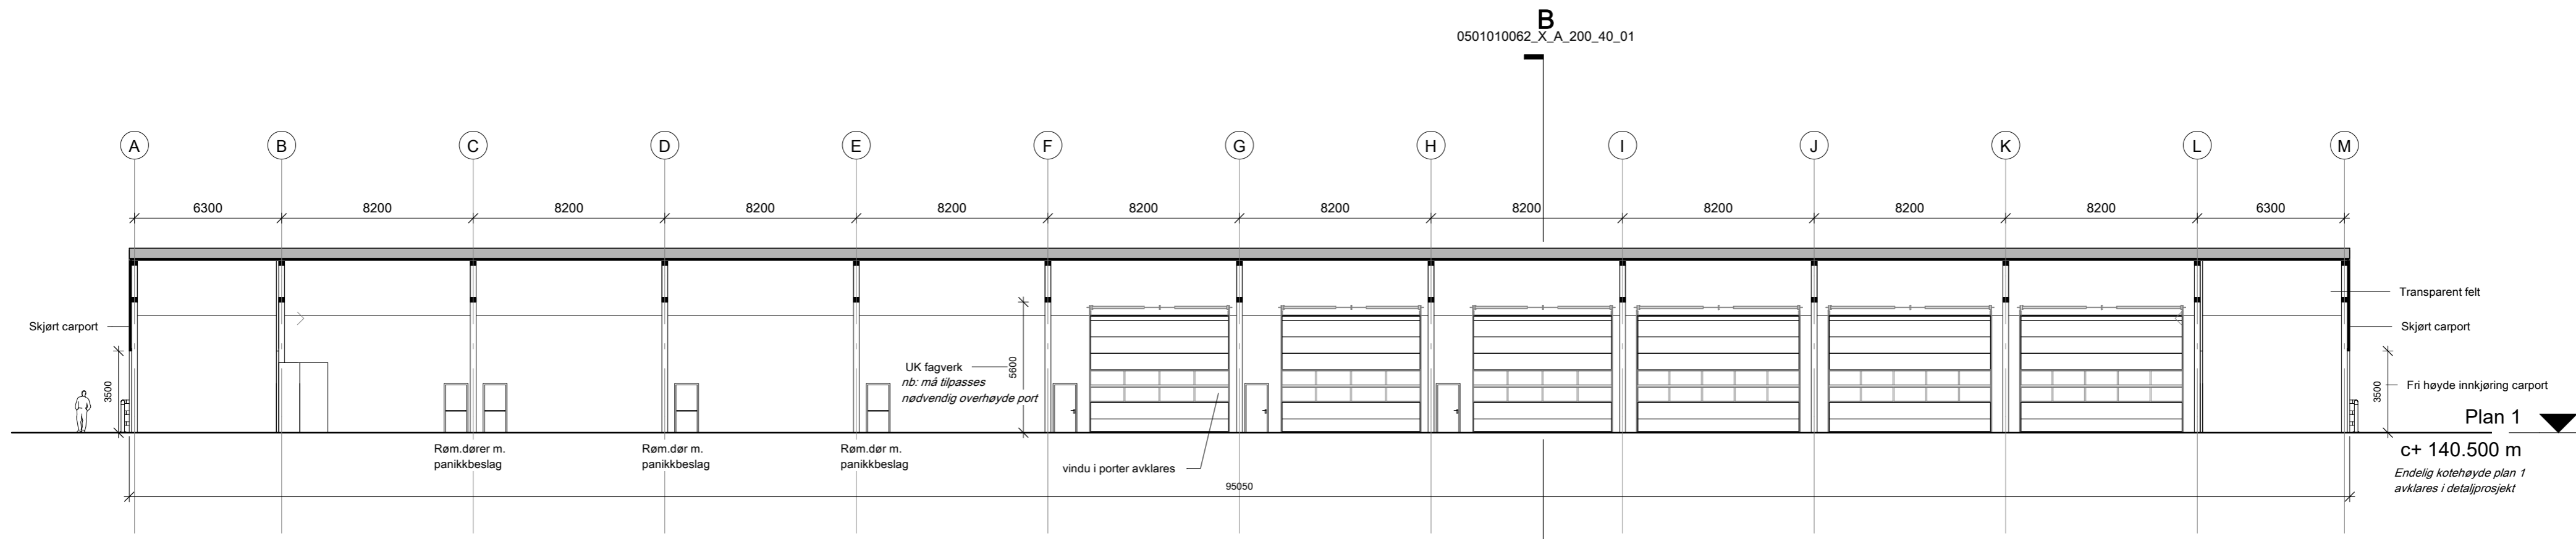 B
0501010062_X_A_200_40_01
A B C D E F G H I J K L M
6300 8200 8200 8200 8200 8200 8200 8200 8200 8200 8200 6300
Skjørt carport
3500
UK fagverk
nb: må tilpasses
nødvendig overhøyde port
5600
Transparent felt
Skjørt carport
3500
Fri høyde innkjøring carport
Plan 1
c+ 140.500 m
Endelig kotehøyde plan 1
avklares i detaljprosjekt
Røm.dører m.
panikkbeslag
Røm.dør m.
panikkbeslag
Røm.dør m.
panikkbeslag
vindu i porter avklares
95050